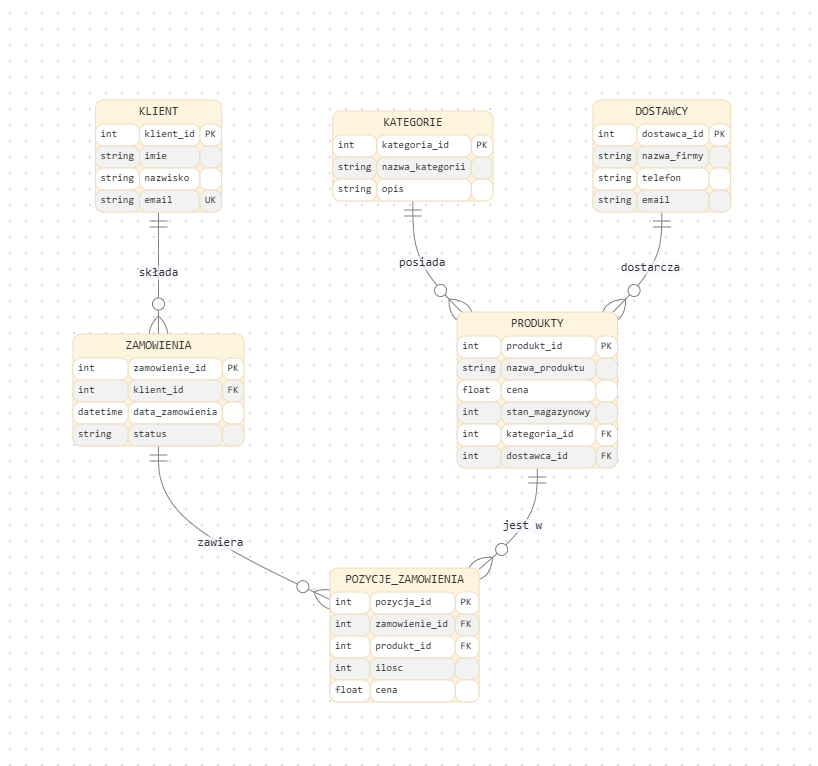 KLIENT
int klient_id PK
string imie
string nazwisko
string email UK
KATEGORIE
int kategoria_id PK
string nazwa_kategorii
string opis
DOSTAWCY
int dostawca_id PK
string nazwa_firmy
string telefon
string email
składa
posiada
dostarcza
ZAMOWIENIA
int zamowienie_id PK
int klient_id FK
datetime data_zamowienia
string status
PRODUKTY
int produkt_id PK
string nazwa_produktu
float cena
int stan_magazynowy
int kategoria_id FK
int dostawca_id FK
zawiera
jest w
POZYCJE_ZAMOWIENIA
int pozycja_id PK
int zamowienie_id FK
int produkt_id FK
int ilosc
float cena